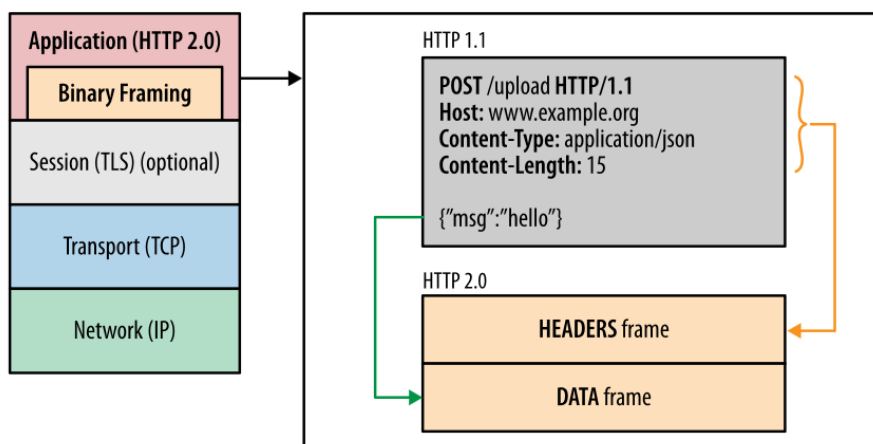 Application (HTTP 2.0)
Binary Framing
Session (TLS) (optional)
Transport (TCP)
Network (IP)
HTTP 1.1
POST /upload HTTP/1.1
Host: www.example.org
Content-Type: application/json
Content-Length: 15
{”msg”:”hello”}
HTTP 2.0
HEADERS frame
DATA frame